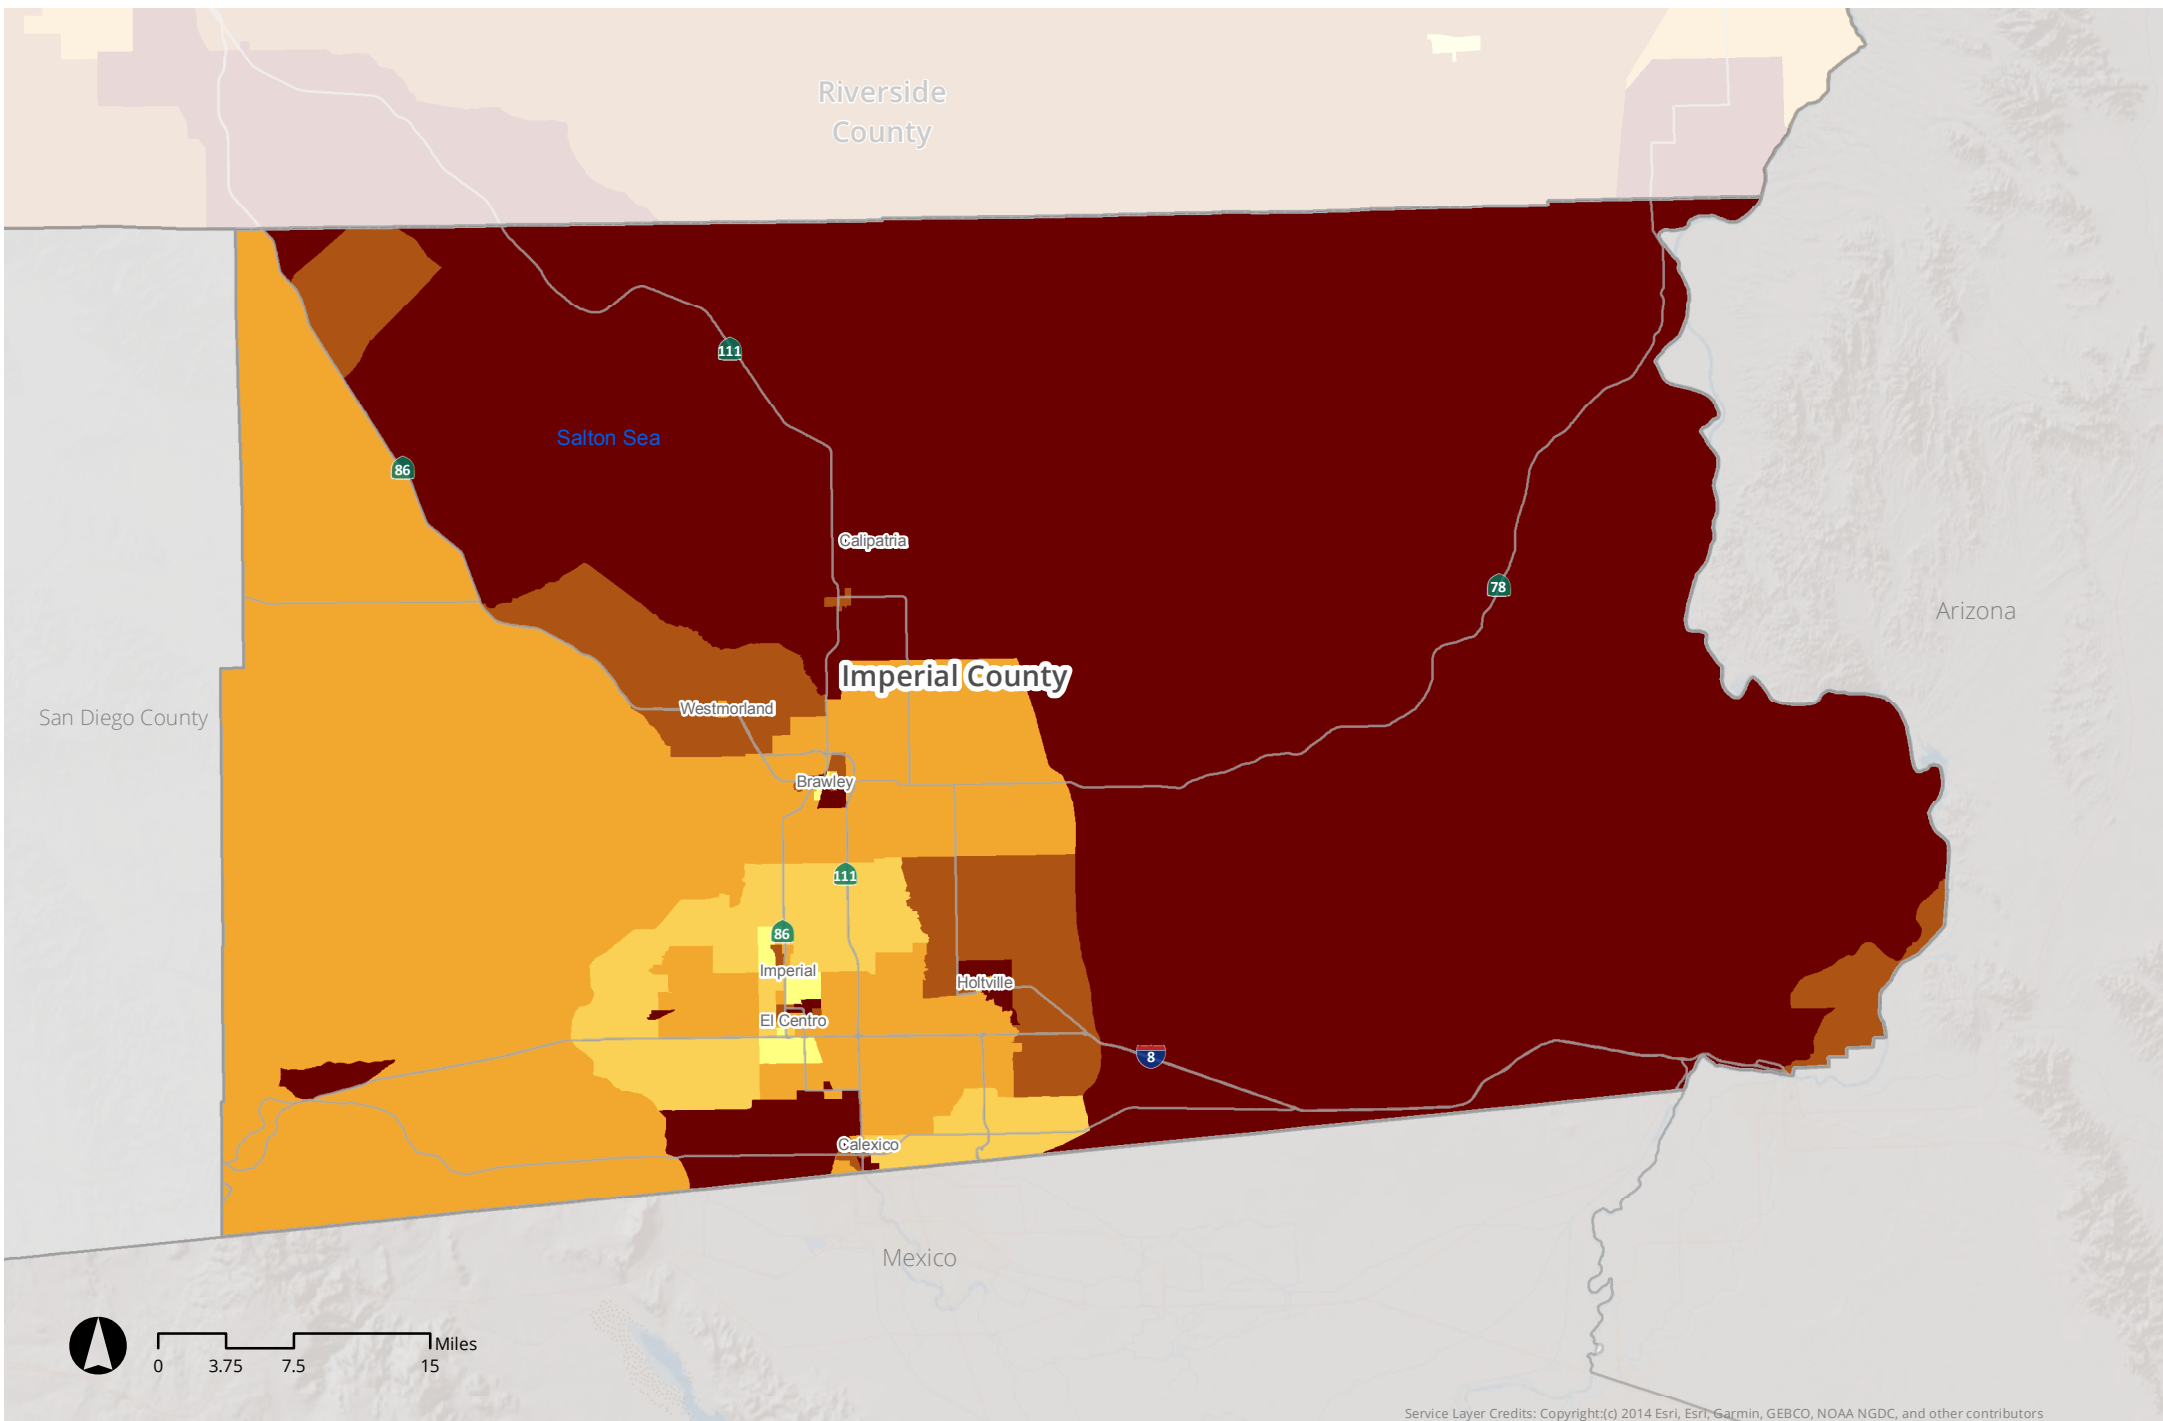 Riverside
County
111
Salton Sea
86
Calipatria
78
Arizona
Imperial County
Westmorland
San Diego County
Brawley
111
86
Imperial
Holtville
El Centro
8
Calexico
Mexico
Miles
0 3.75 7.5 15
Service Layer Credits: Copyright:(c) 2014 Esri, Esri, Garmin, GEBCO, NOAA NGDC, and other contributors